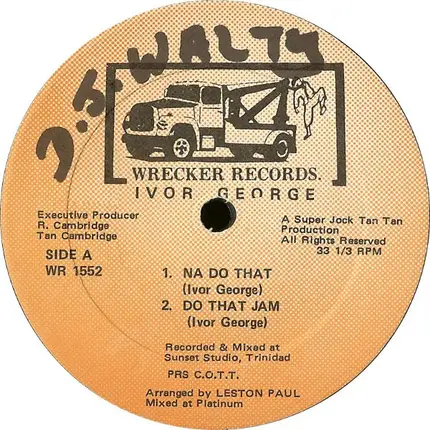 D.J. WALTY
WRECKER RECORDS.
IVOR GEORGE
Executive Producer
R. Cambridge
Tan Cambridge
A Super Jock Tan Tan
Production
All Rights Reserved
33 1/3 RPM
SIDE A
WR 1552
1. NA DO THAT
(Ivor George)
2. DO THAT JAM
(Ivor George)
Recorded & Mixed at
Sunset Studio, Trinidad
PRS C.O.T.T.
Arranged by LESTON PAUL
Mixed at Platinum